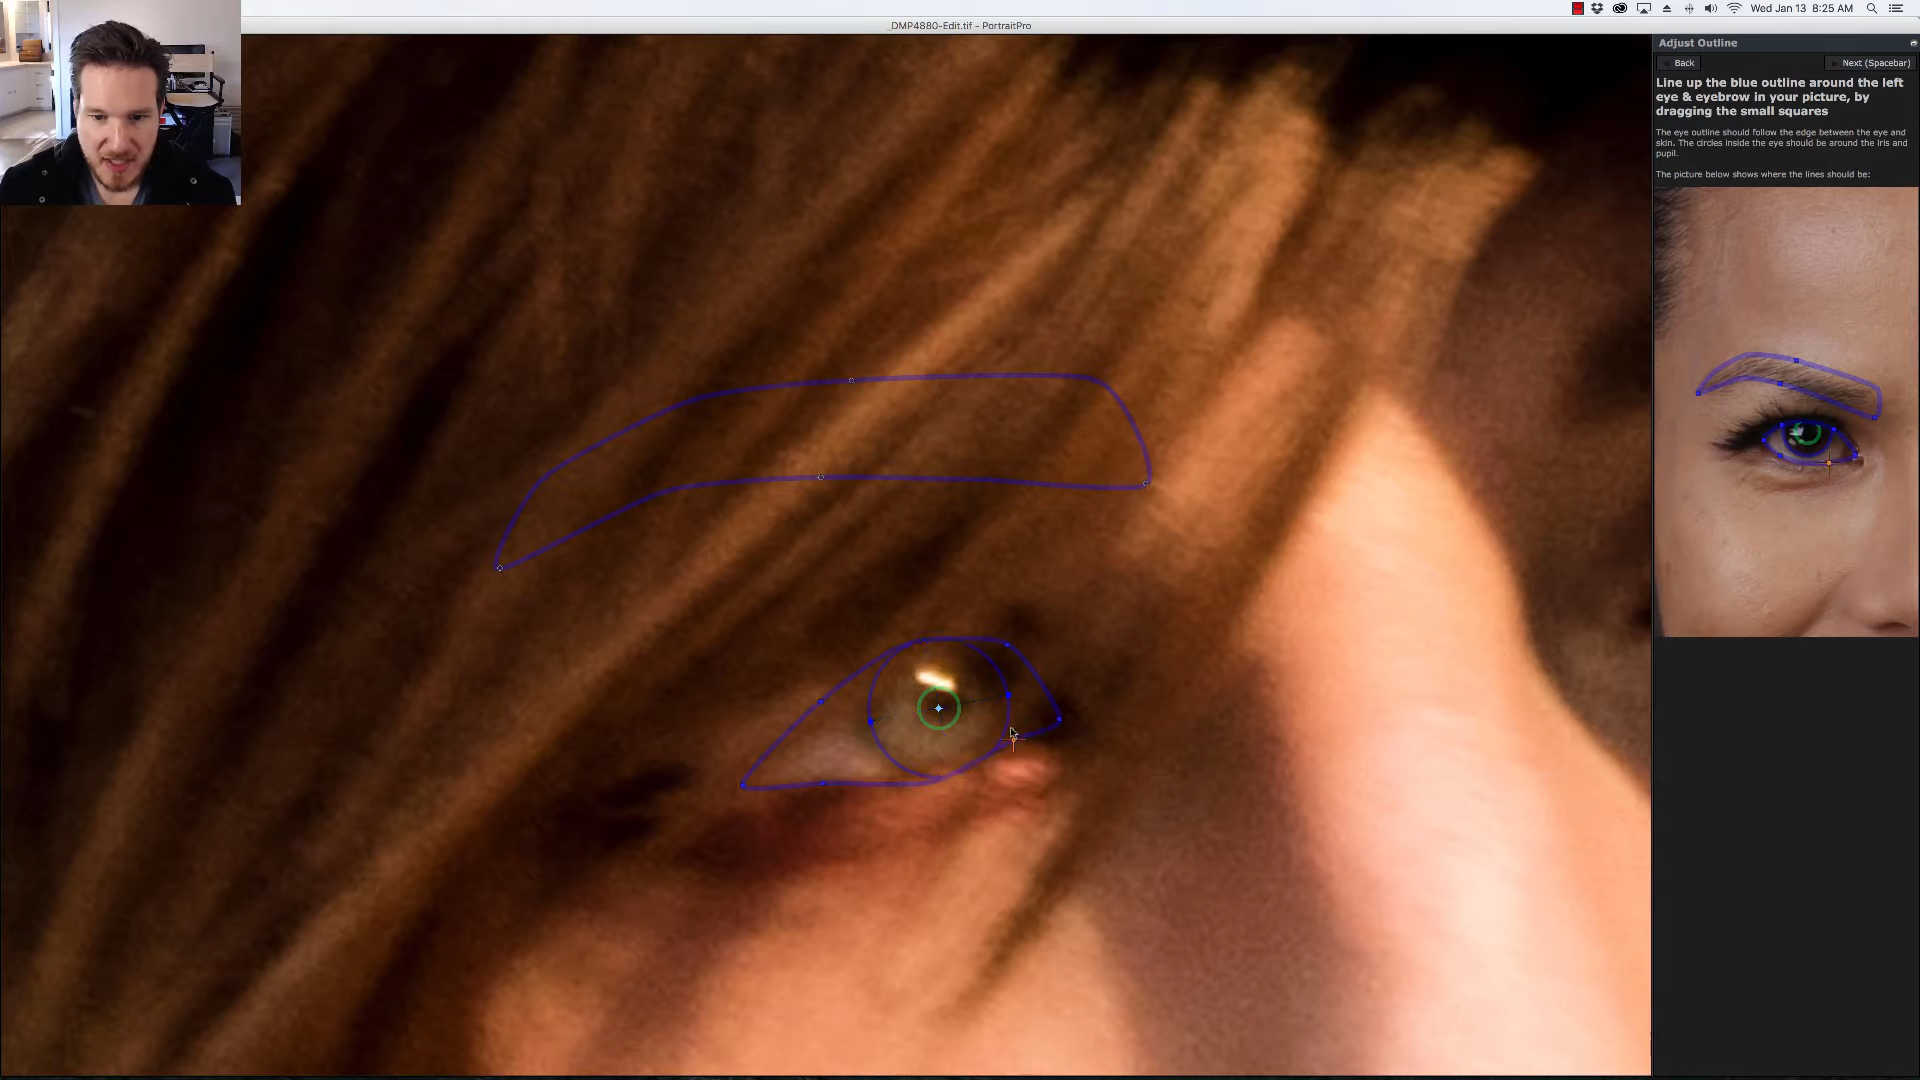 Wed Jan 13 8:25 AM
_DMP4880-Edit.tif - PortraitPro
Adjust Outline
Back
Next (Spacebar)
Line up the blue outline around the left
eye & eyebrow in your picture, by
dragging the small squares
The eye outline should follow the edge between the eye and
skin. The circles inside the eye should be around the iris and
pupil.
The picture below shows where the lines should be: